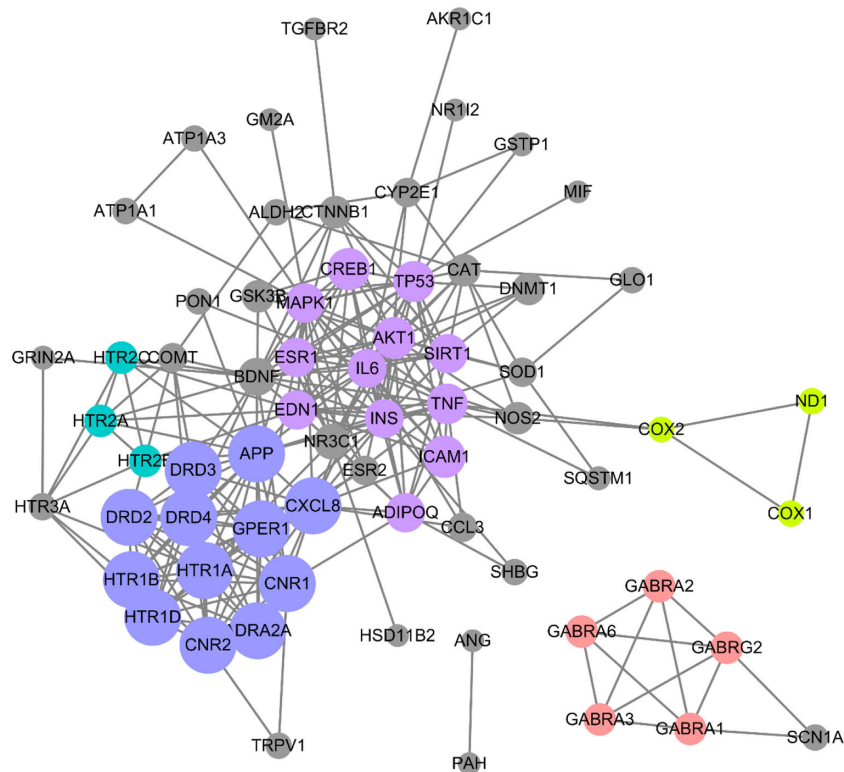 AKR1C1
TGFBR2
NR1I2
GM2A
ATP1A3
GSTP1
CYP2E1
MIF
ATP1A1
ALDH2
CTNNB1
CREB1
CAT
TP53
GLO1
DNMT1
PON1
GSK3B
MAPK1
AKT1
SIRT1
GRIN2A
HTR2C
COMT
ESR1
BDNF
IL6
SOD1
ND1
TNF
EDN1
INS
NOS2
HTR2A
COX2
NR3C1
APP
ICAM1
HTR2B
DRD3
ESR2
SQSTM1
HTR3A
DRD2
DRD4
CXCL8
GPER1
ADIPOQ
CCL3
COX1
HTR1B
HTR1A
CNR1
SHBG
GABRA2
HTR1D
ADRA2A
HSD11B2
ANG
GABRA6
CNR2
GABRG2
GABRA3
GABRA1
TRPV1
SCN1A
PAH